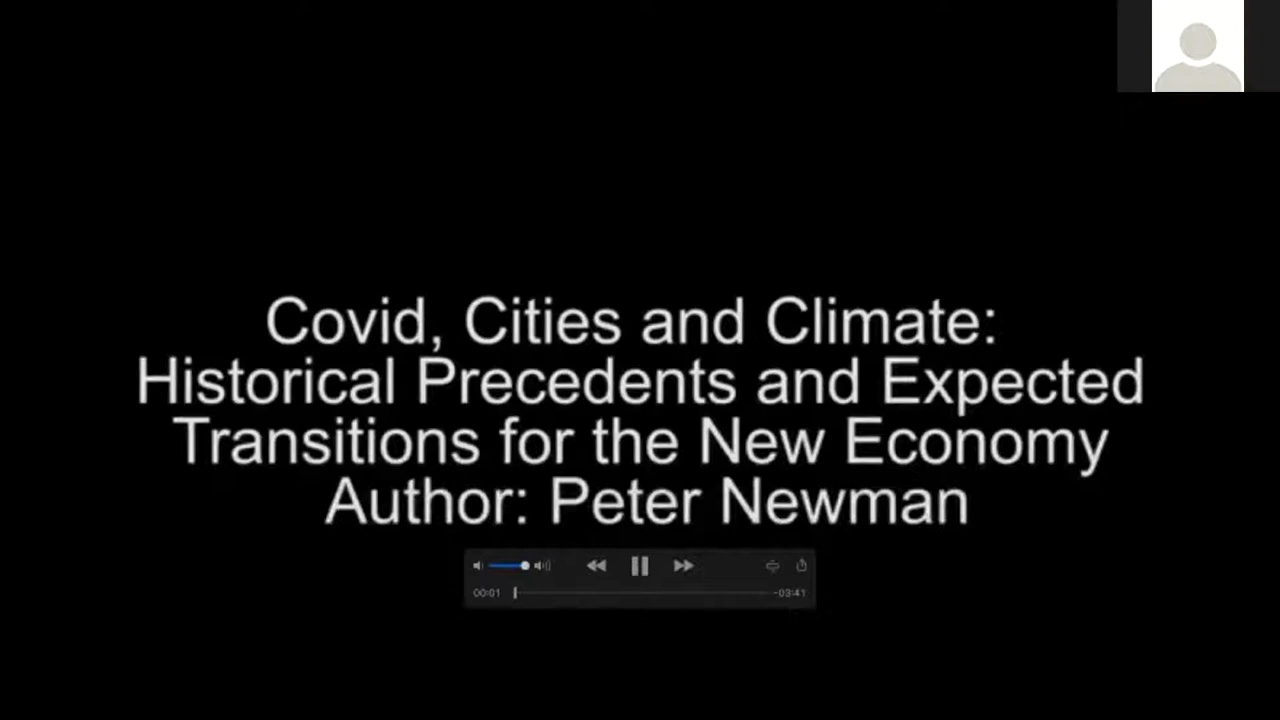 Covid, Cities and Climate:
Historical Precedents and Expected
Transitions for the New Economy
Author: Peter Newman
00:01
-03:41